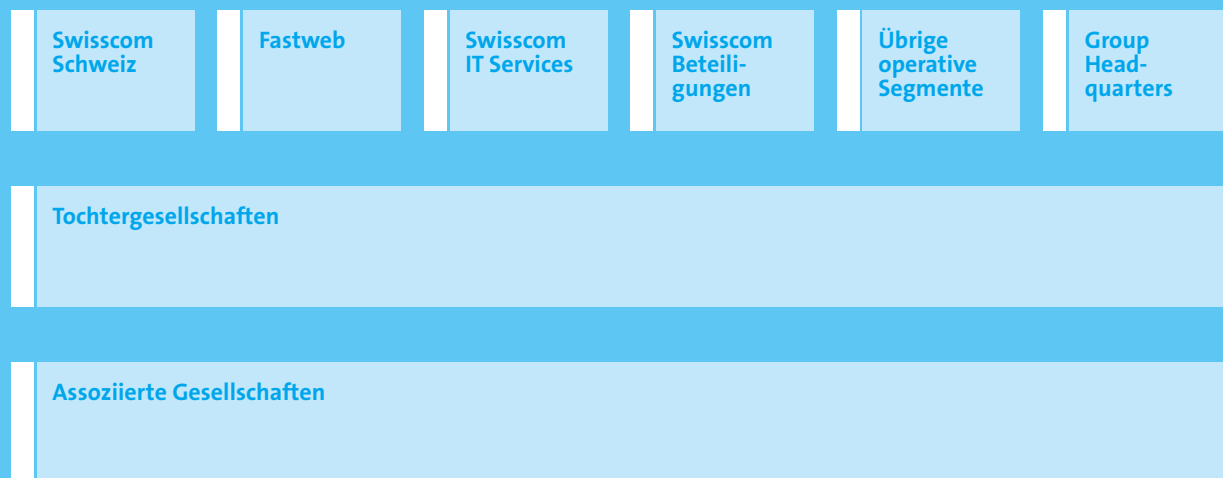 Swisscom
Schweiz
Fastweb
Swisscom
IT Services
Swisscom
Beteili-
gungen
Übrige
operative
Segmente
Group
Head-
quarters
Tochtergesellschaften
Assoziierte Gesellschaften